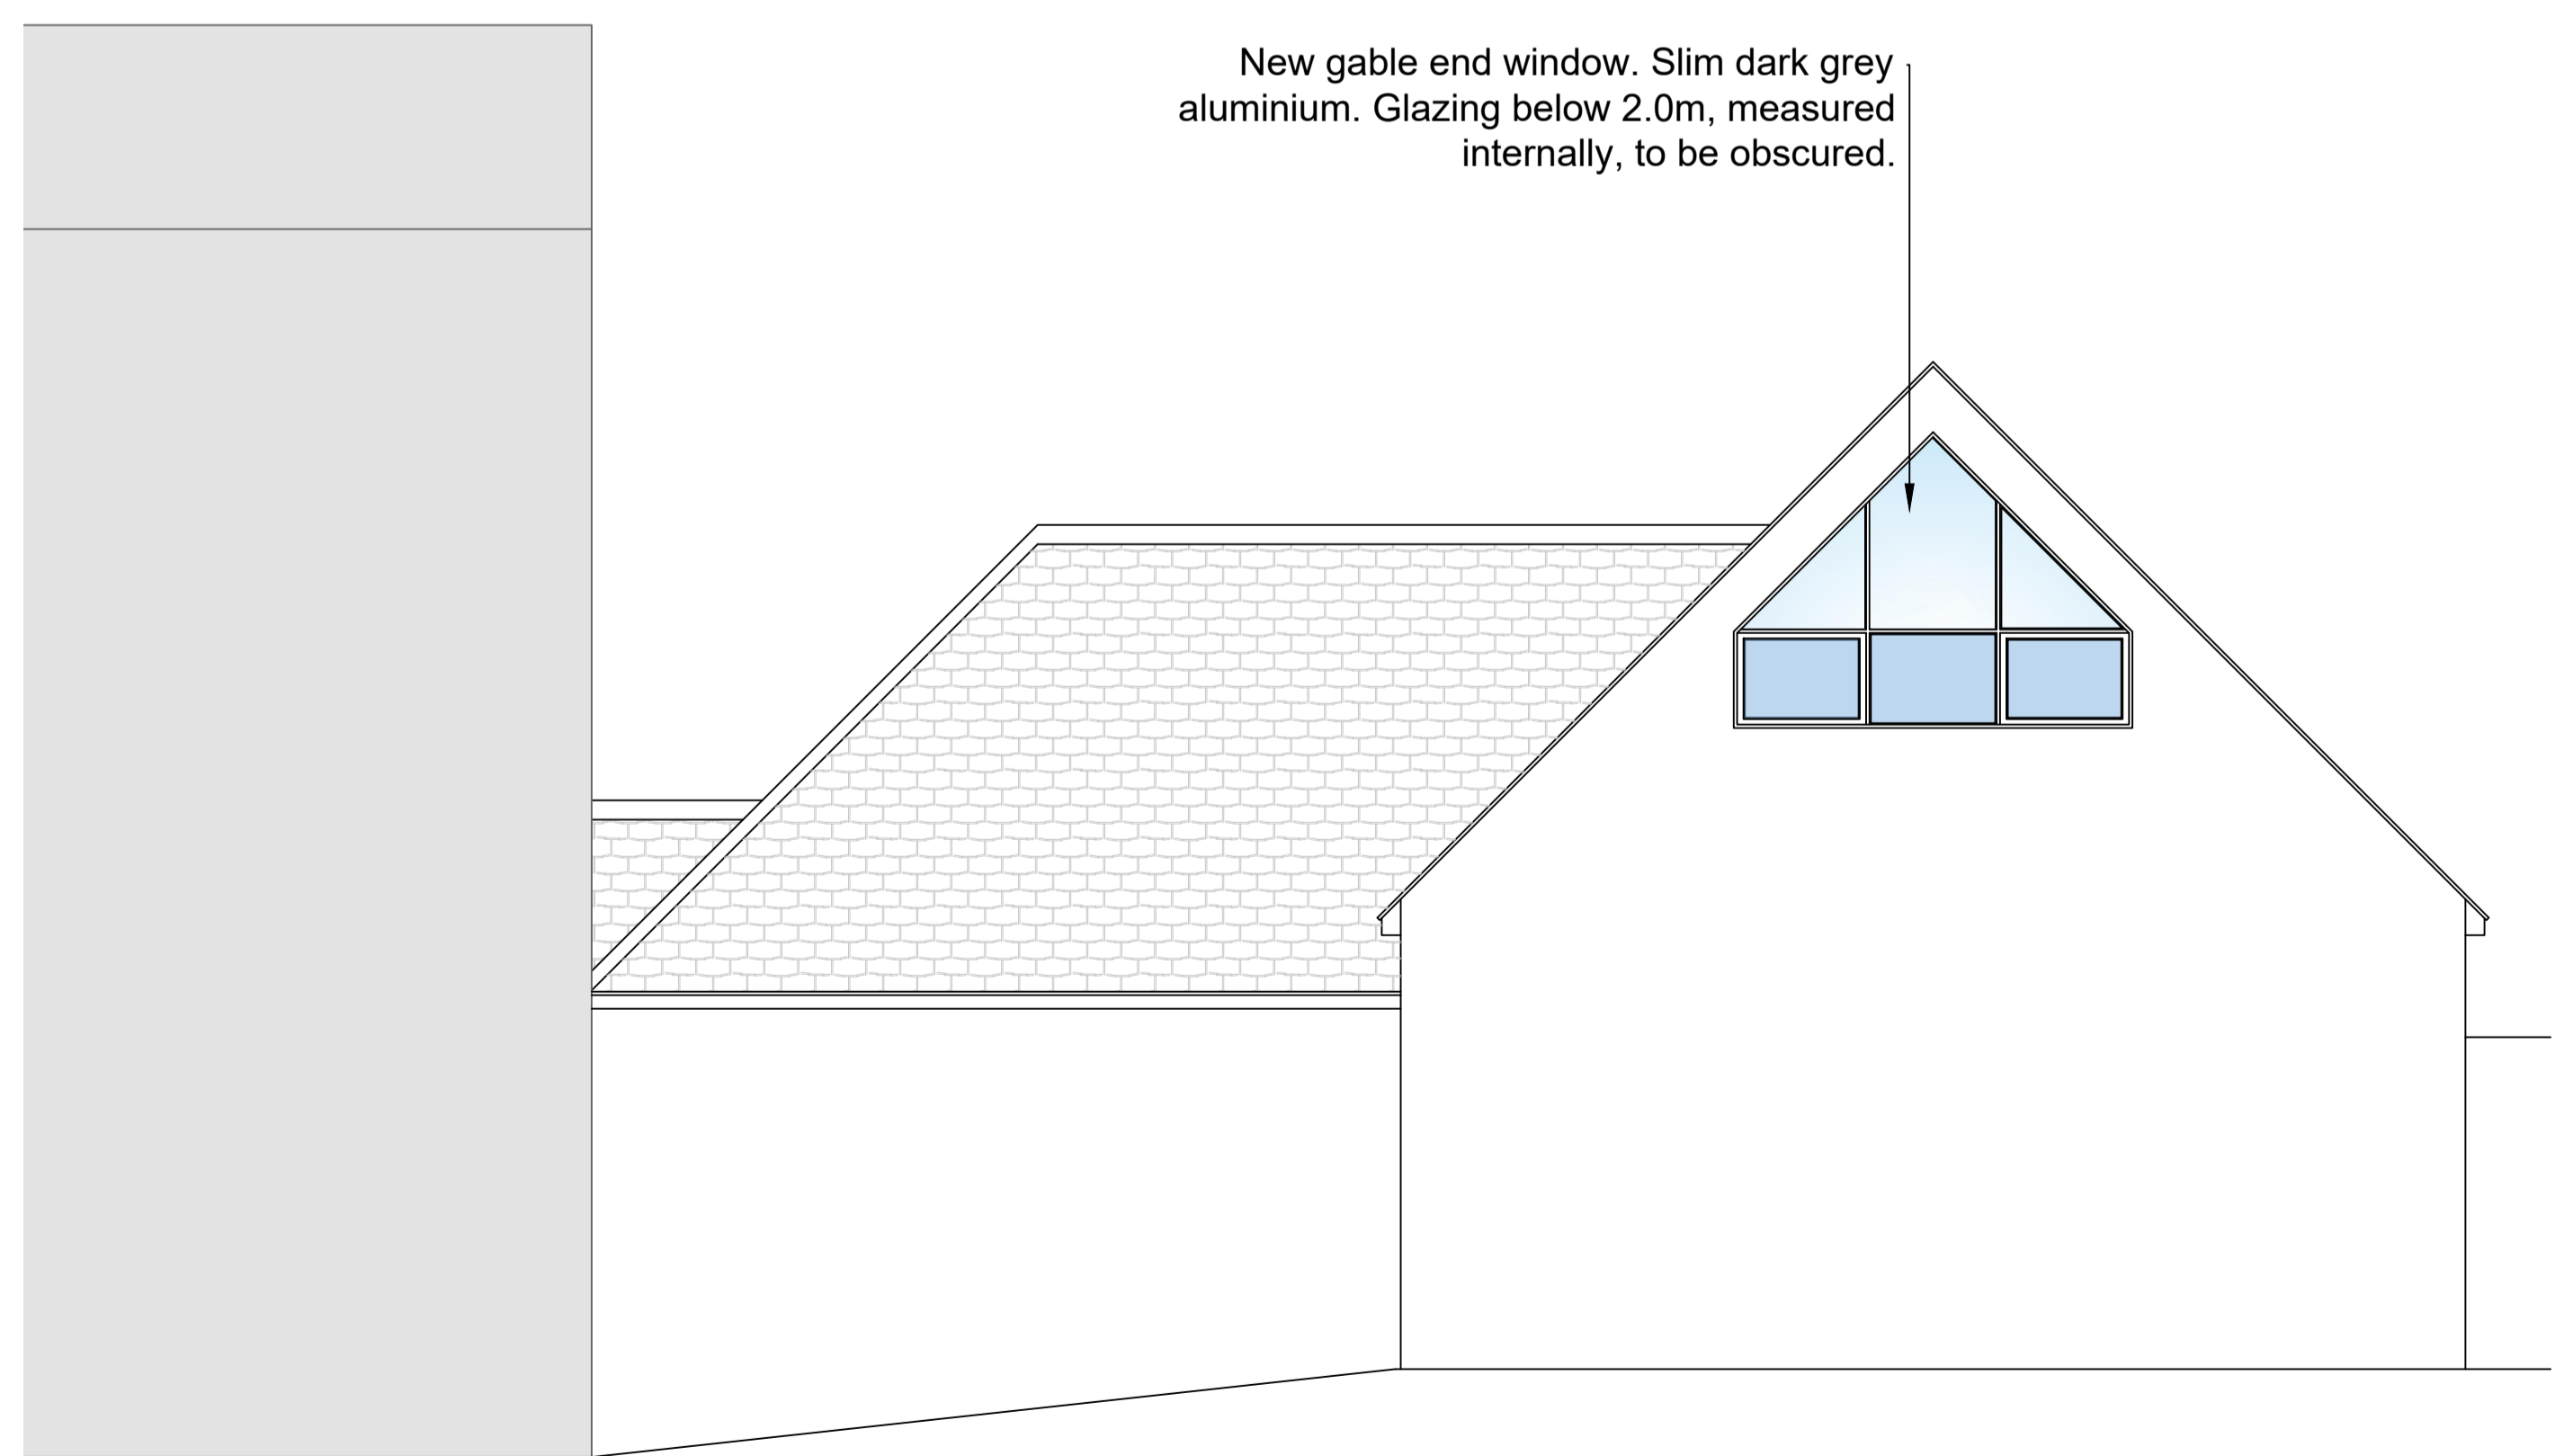 New gable end window. Slim dark grey
aluminium. Glazing below 2.0m, measured
internally, to be obscured.